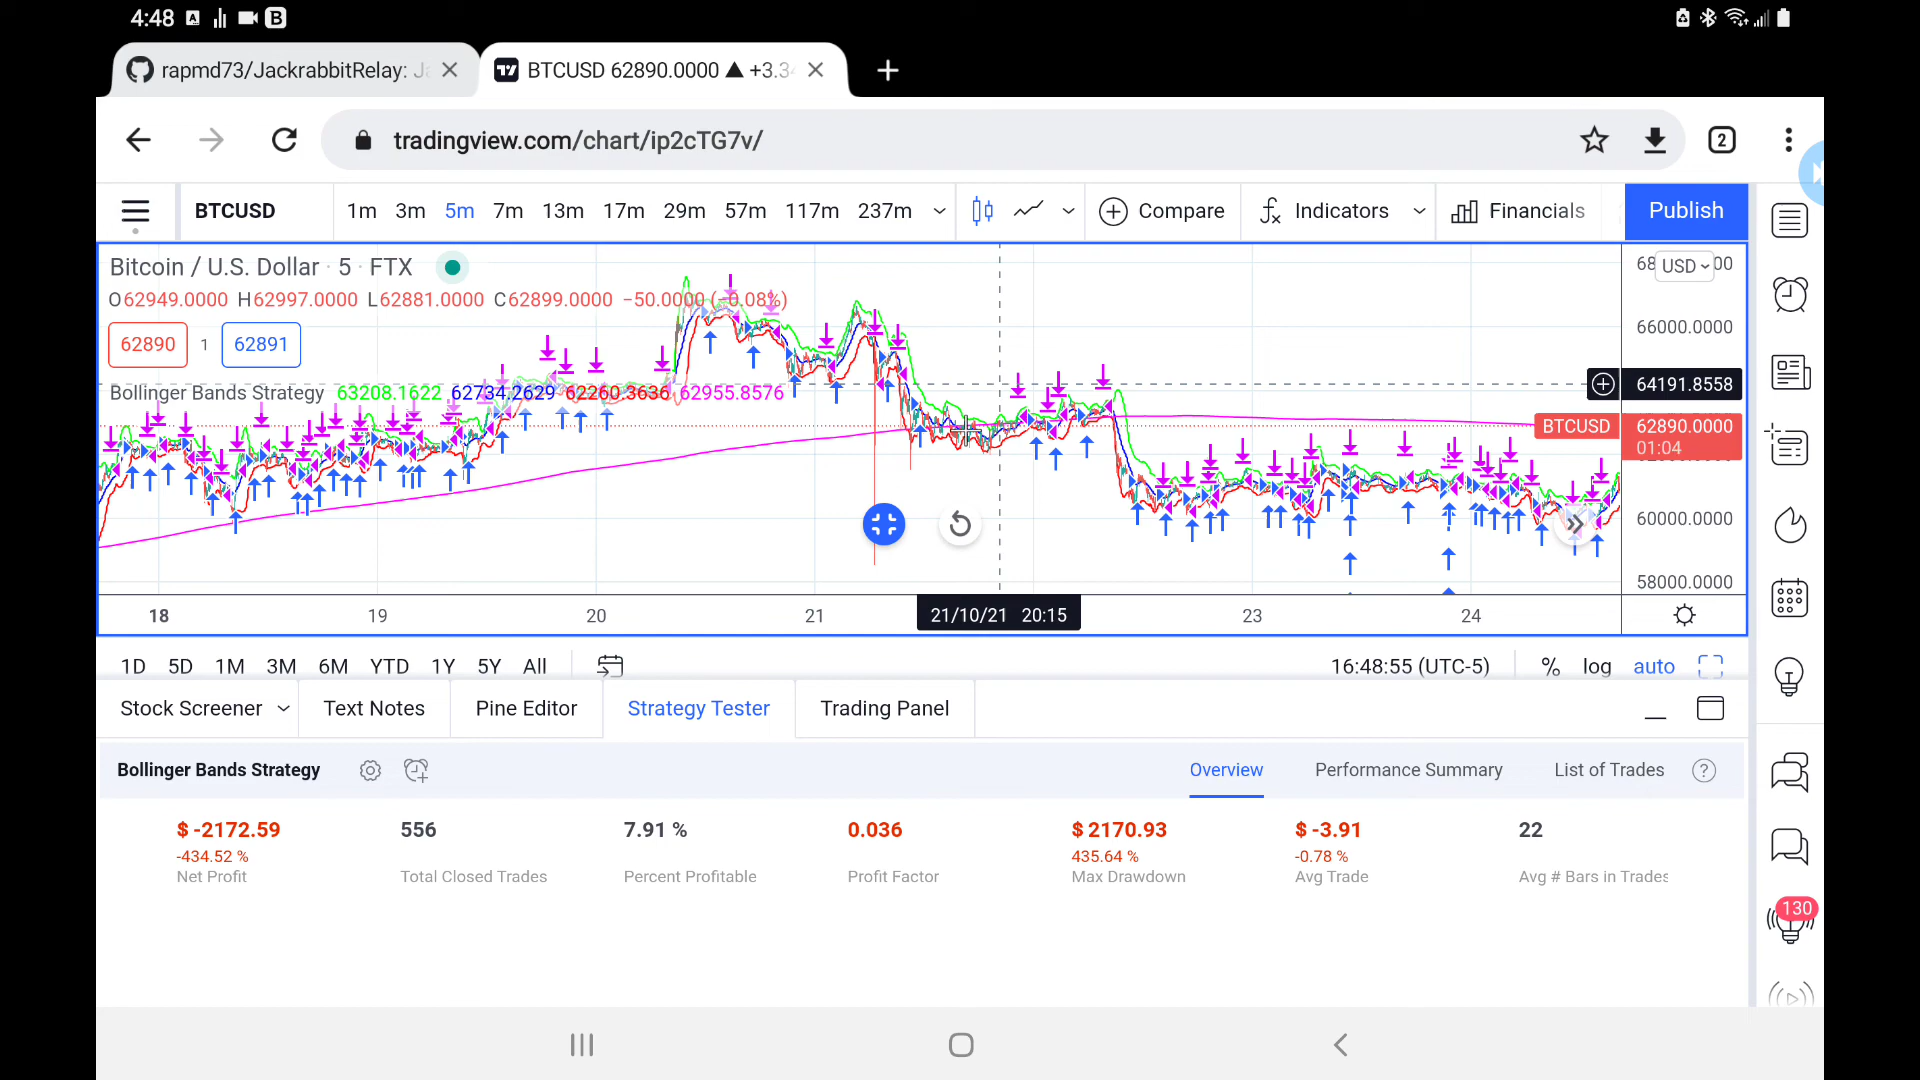 4:48
rapmd73/JackrabbitRelay: J
BTCUSD 62890.0000 ▲ +3.3
tradingview.com/chart/ip2cTG7v/
2
BTCUSD 1m 3m 5m 7m 13m 17m 29m 57m 117m 237m Compare Indicators Financials Publish
Bitcoin / U.S. Dollar · 5 · FTX
O62949.0000 H62997.0000 L62881.0000 C62899.0000 −50.0000 (−0.08%)
62890 1 62891
Bollinger Bands Strategy 63208.1622 62734.2629 62260.3636 62955.8576
USD
66000.0000
64191.8558
BTCUSD 62890.0000
01:04
60000.0000
58000.0000
18 19 20 21 21/10/21 20:15 23 24
1D 5D 1M 3M 6M YTD 1Y 5Y All 16:48:55 (UTC-5) % log auto
Stock Screener Text Notes Pine Editor Strategy Tester Trading Panel
Bollinger Bands Strategy Overview Performance Summary List of Trades
$ -2172.59 556 7.91 % 0.036 $ 2170.93 $ -3.91 22
-434.52 % 435.64 % -0.78 %
Net Profit Total Closed Trades Percent Profitable Profit Factor Max Drawdown Avg Trade Avg # Bars in Trades
130